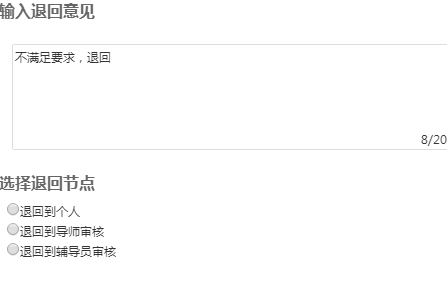 输入退回意见
不满足要求，退回
8/20
选择退回节点
退回到个人
退回到导师审核
退回到辅导员审核